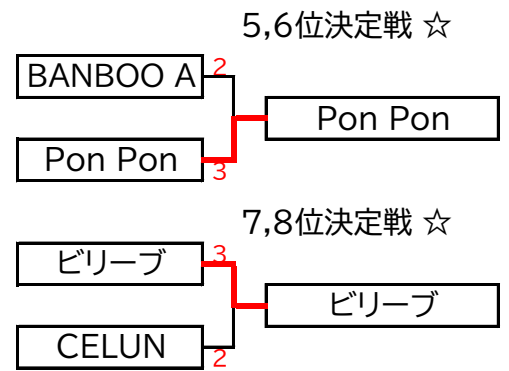 5,6位決定戦 ☆
BANBOO A
2
Pon Pon
Pon Pon
3
7,8位決定戦 ☆
ビリーブ
3
ビリーブ
CELUN
2